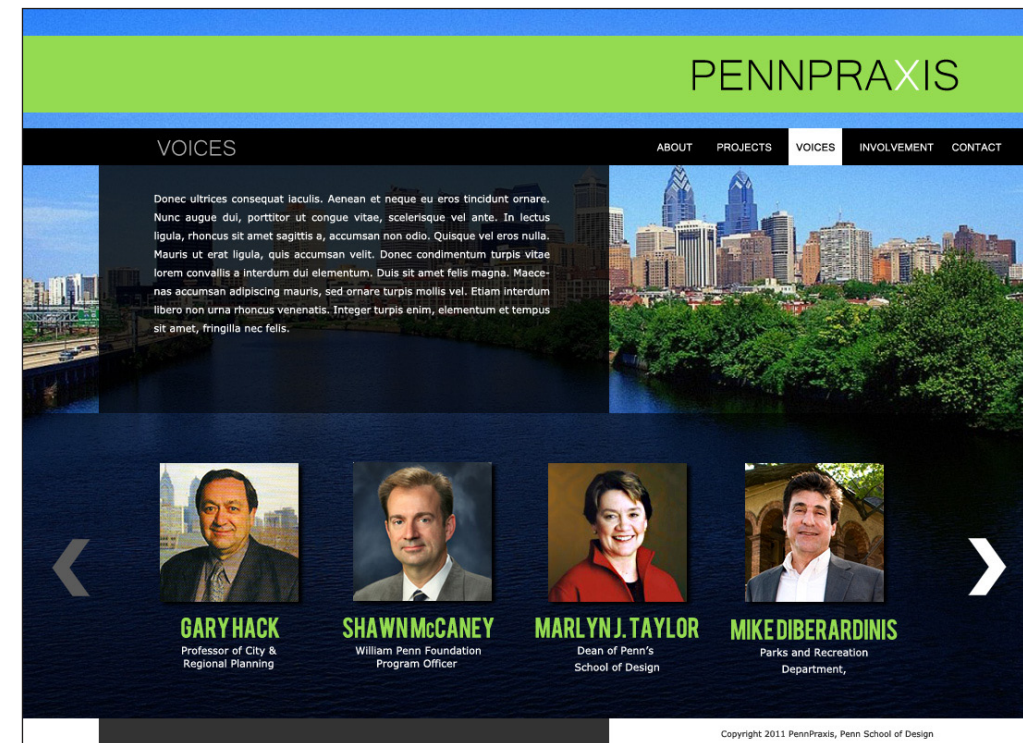 PENNPRAXIS
VOICES
ABOUT PROJECTS VOICES INVOLVEMENT CONTACT
Donec ultrices consequat iaculis. Aenean et neque eu eros tincidunt ornare.
Nunc augue dui, porttitor ut congue vitae, scelerisque vel ante. In lectus
ligula, rhoncus sit amet sagittis a, accumsan non odio. Quisque vel eros nulla.
Mauris ut erat ligula, quis accumsan velit. Donec condimentum turpis vitae
lorem convallis a interdum dui elementum. Duis sit amet felis magna. Maece-
nas accumsan adipiscing mauris, sed ornare turpis mollis vel. Etiam interdum
libero non urna rhoncus venenatis. Integer turpis enim, elementum et tempus
sit amet, fringilla nec felis.
GARY HACK
Professor of City &
Regional Planning
SHAWN McCANEY
William Penn Foundation
Program Officer
MARLYN J. TAYLOR
Dean of Penn's
School of Design
MIKE DIBERARDINIS
Parks and Recreation
Department,
Copyright 2011 PennPraxis, Penn School of Design